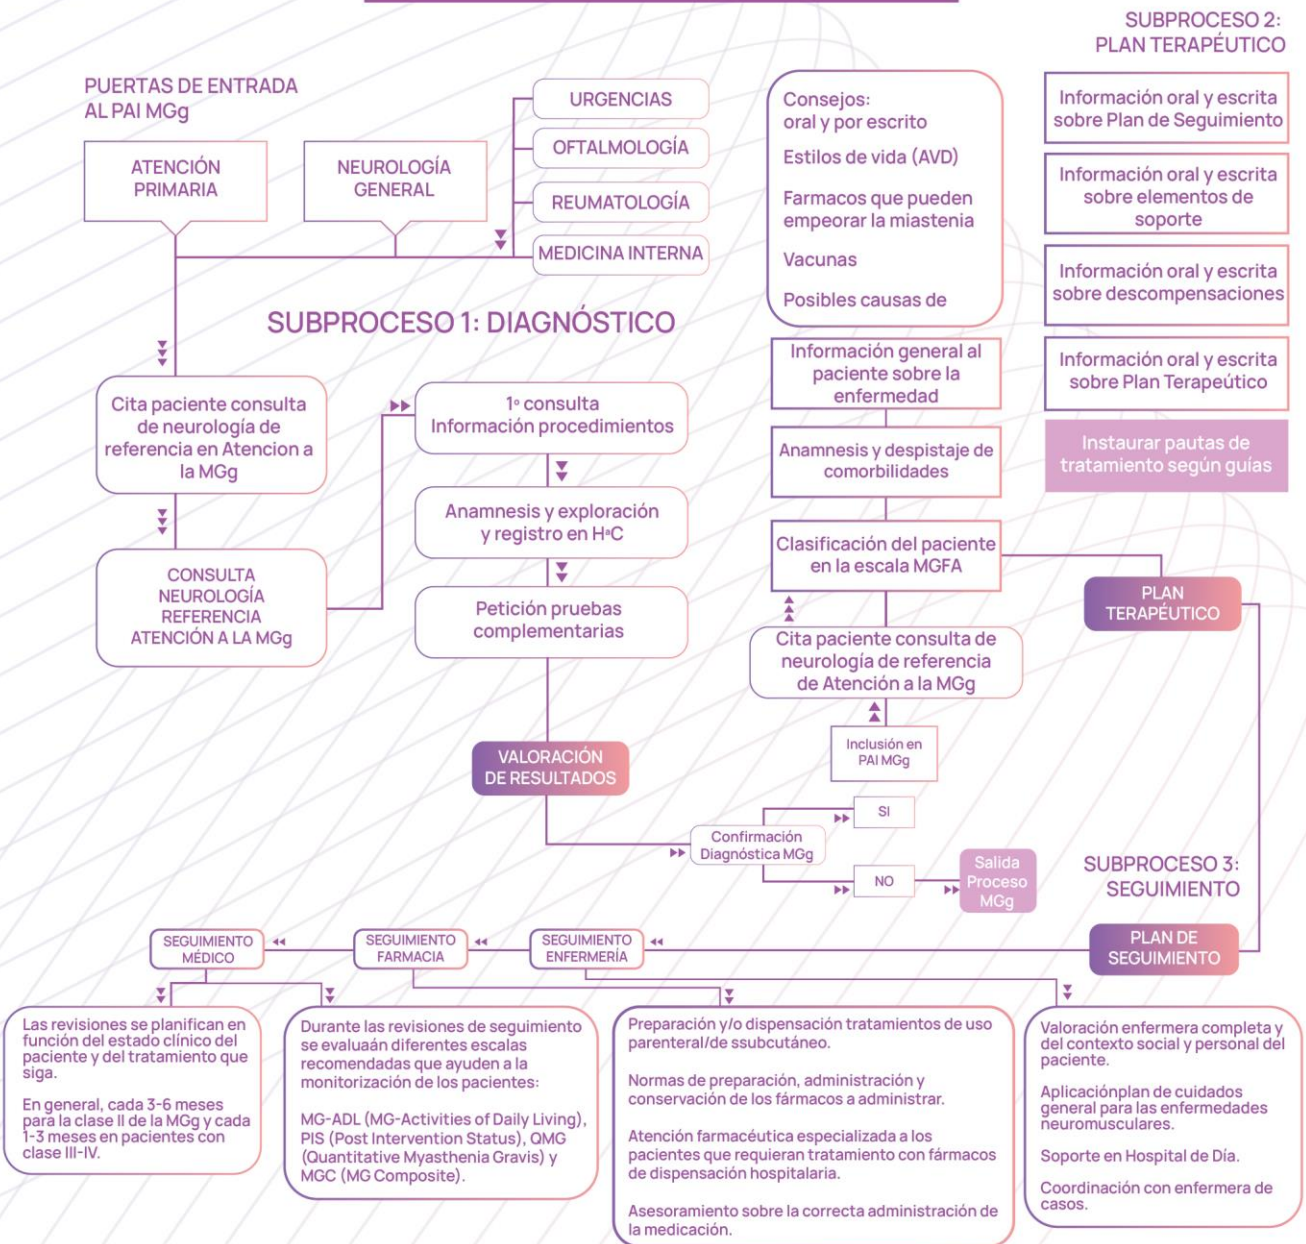 PUERTAS DE ENTRADA
AL PAI MGg
ATENCIÓN
PRIMARIA
NEUROLOGÍA
GENERAL
URGENCIAS
OFTALMOLOGÍA
REUMATOLOGÍA
MEDICINA INTERNA
SUBPROCESO 1: DIAGNÓSTICO
Cita paciente consulta
de neurología de
referencia en Atencion a
la MGg
CONSULTA
NEUROLOGÍA
REFERENCIA
ATENCIÓN A LA MGg
1º consulta
Información procedimientos
Anamnesis y exploración
y registro en HªC
Petición pruebas
complementarias
VALORACIÓN
DE RESULTADOS
Confirmación
Diagnóstica MGg
SI
NO
Salida
Proceso
MGg
Inclusión en
PAI MGg
Cita paciente consulta de
neurología de referencia
de Atención a la MGg
Clasificación del paciente
en la escala MGFA
Anamnesis y despistaje de
comorbilidades
Información general al
paciente sobre la
enfermedad
Consejos:
oral y por escrito
Estilos de vida (AVD)
Farmacos que pueden
empeorar la miastenia
Vacunas
Posibles causas de
SUBPROCESO 2:
PLAN TERAPÉUTICO
Información oral y escrita
sobre Plan de Seguimiento
Información oral y escrita
sobre elementos de
soporte
Información oral y escrita
sobre descompensaciones
Información oral y escrita
sobre Plan Terapeútico
Instaurar pautas de
tratamiento según guías
PLAN
TERAPÉUTICO
SUBPROCESO 3:
SEGUIMIENTO
PLAN DE
SEGUIMIENTO
SEGUIMIENTO
ENFERMERÍA
SEGUIMIENTO
FARMACIA
SEGUIMIENTO
MÉDICO
Las revisiones se planifican en
función del estado clínico del
paciente y del tratamiento que
siga.
En general, cada 3-6 meses
para la clase II de la MGg y cada
1-3 meses en pacientes con
clase III-IV.
Durante las revisiones de seguimiento
se evaluaán diferentes escalas
recomendadas que ayuden a la
monitorización de los pacientes:
MG-ADL (MG-Activities of Daily Living),
PIS (Post Intervention Status), QMG
(Quantitative Myasthenia Gravis) y
MGC (MG Composite).
Preparación y/o dispensación tratamientos de uso
parenteral/de ssubcutáneo.
Normas de preparación, administración y
conservación de los fármacos a administrar.
Atención farmacéutica especializada a los
pacientes que requieran tratamiento con fármacos
de dispensación hospitalaria.
Asesoramiento sobre la correcta administración de
la medicación.
Valoración enfermera completa y
del contexto social y personal del
paciente.
Aplicaciónplan de cuidados
general para las enfermedades
neuromusculares.
Soporte en Hospital de Día.
Coordinación con enfermera de
casos.